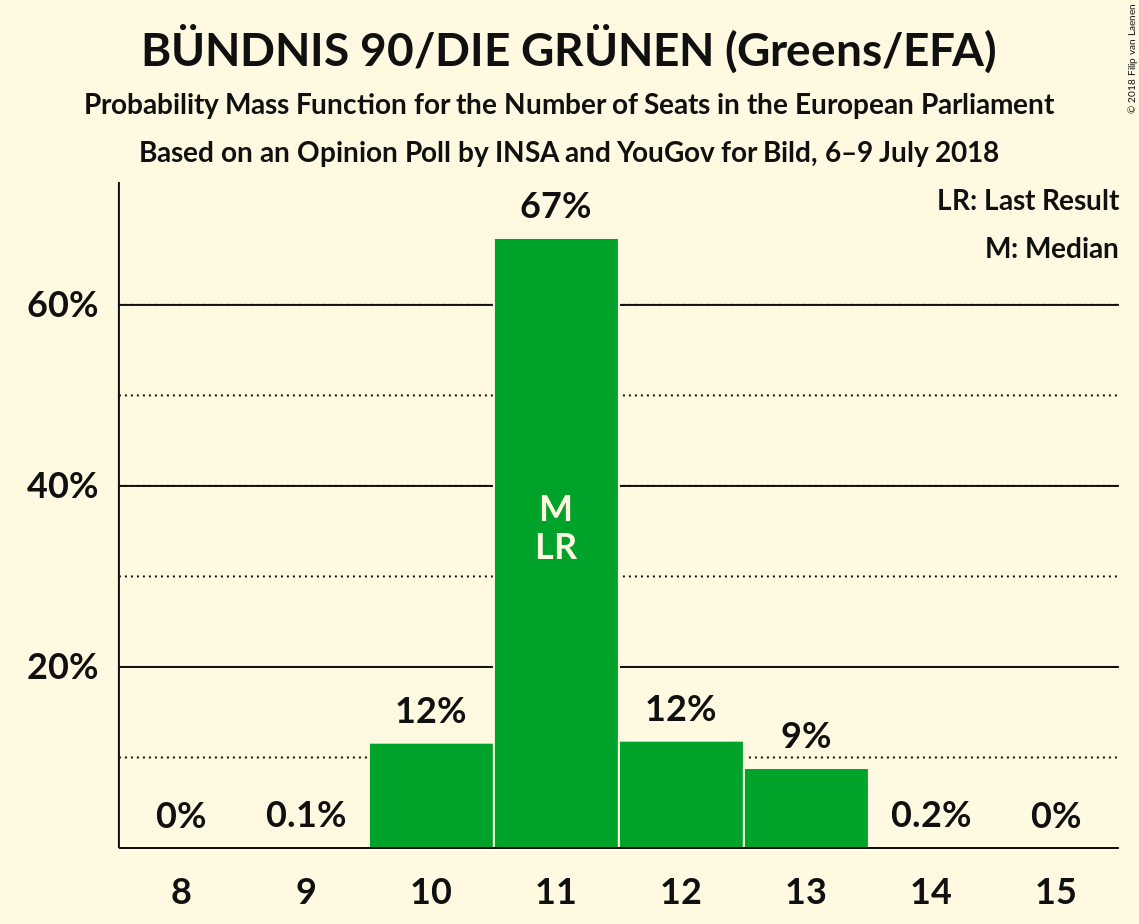 BÜNDNIS 90/DIE GRÜNEN (Greens/EFA)
Probability Mass Function for the Number of Seats in the European Parliament
Based on an Opinion Poll by INSA and YouGov for Bild, 6–9 July 2018
© 2018 Filip van Laenen
LR: Last Result
M: Median
67%
60%
40%
M
LR
20%
12%
12%
9%
0%
0.1%
0.2%
0%
8 9 10 11 12 13 14 15